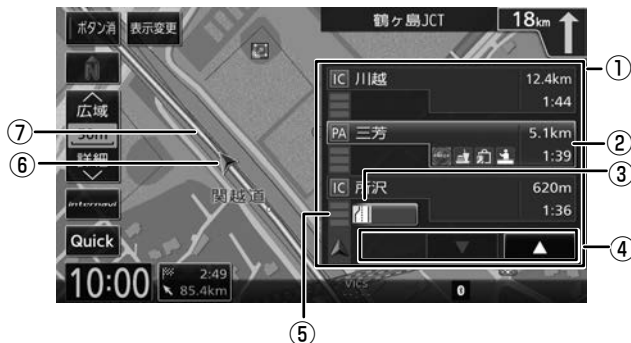 ボタン消 表示変更
鶴ヶ島JCT 18km
N
広域
50m
詳細
internavi
Quick
10:00
2:49
85.4km
関越道
IC 川越 12.4km
1:44
PA 三芳 5.1km
1:39
IC 所沢 620m
1:36
▼ ▲
VICS
①
②
③
④
⑤
⑥
⑦